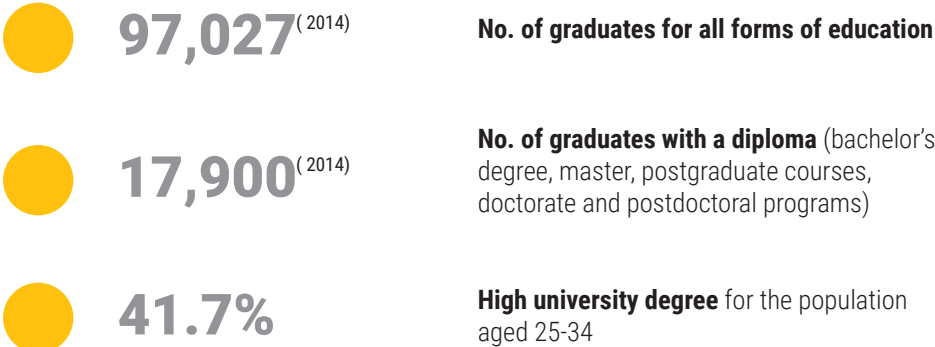 97,027( 2014)
No. of graduates for all forms of education
17,900( 2014)
No. of graduates with a diploma (bachelor's
degree, master, postgraduate courses,
doctorate and postdoctoral programs)
41.7%
High university degree for the population
aged 25-34